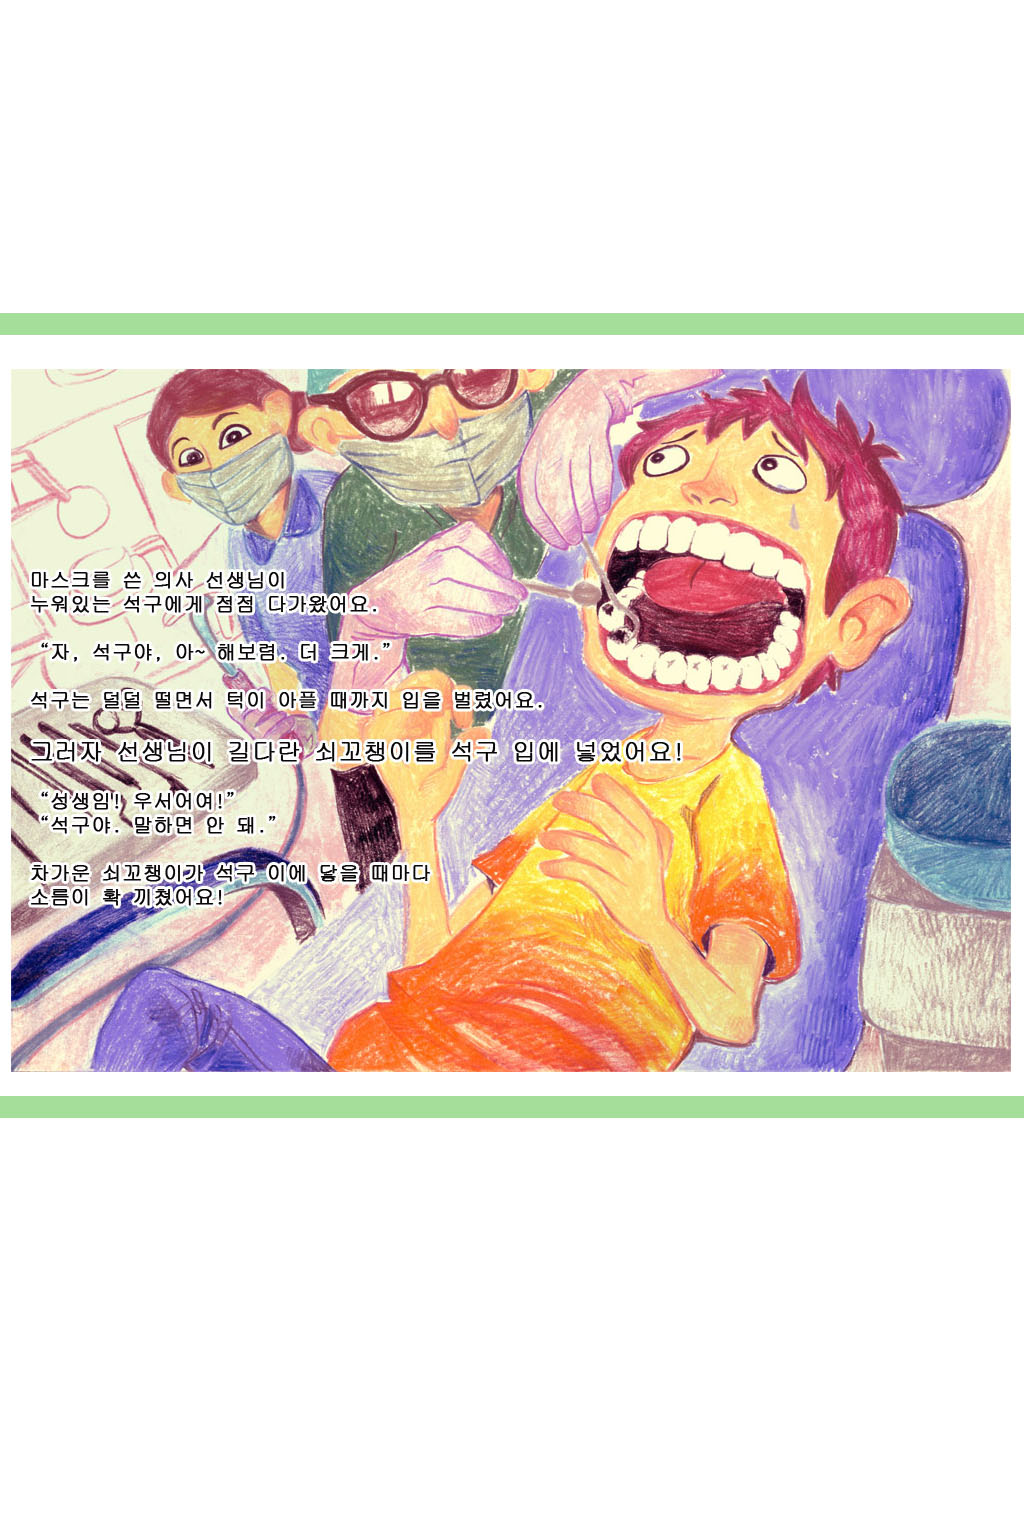 마스크를 쓴 의사 선생님이
누워있는 석구에게 점점 다가왔어요.
“자, 석구야, 아~ 해보렴. 더 크게.”
석구는 덜덜 떨면서 턱이 아플 때까지 입을 벌렸어요.
그러자 선생님이 길다란 쇠꼬챙이를 석구 입에 넣었어요!
“성생임! 우서어여!”
“석구야. 말하면 안 돼.”
차가운 쇠꼬챙이가 석구 이에 닿을 때마다
소름이 확 끼쳤어요!